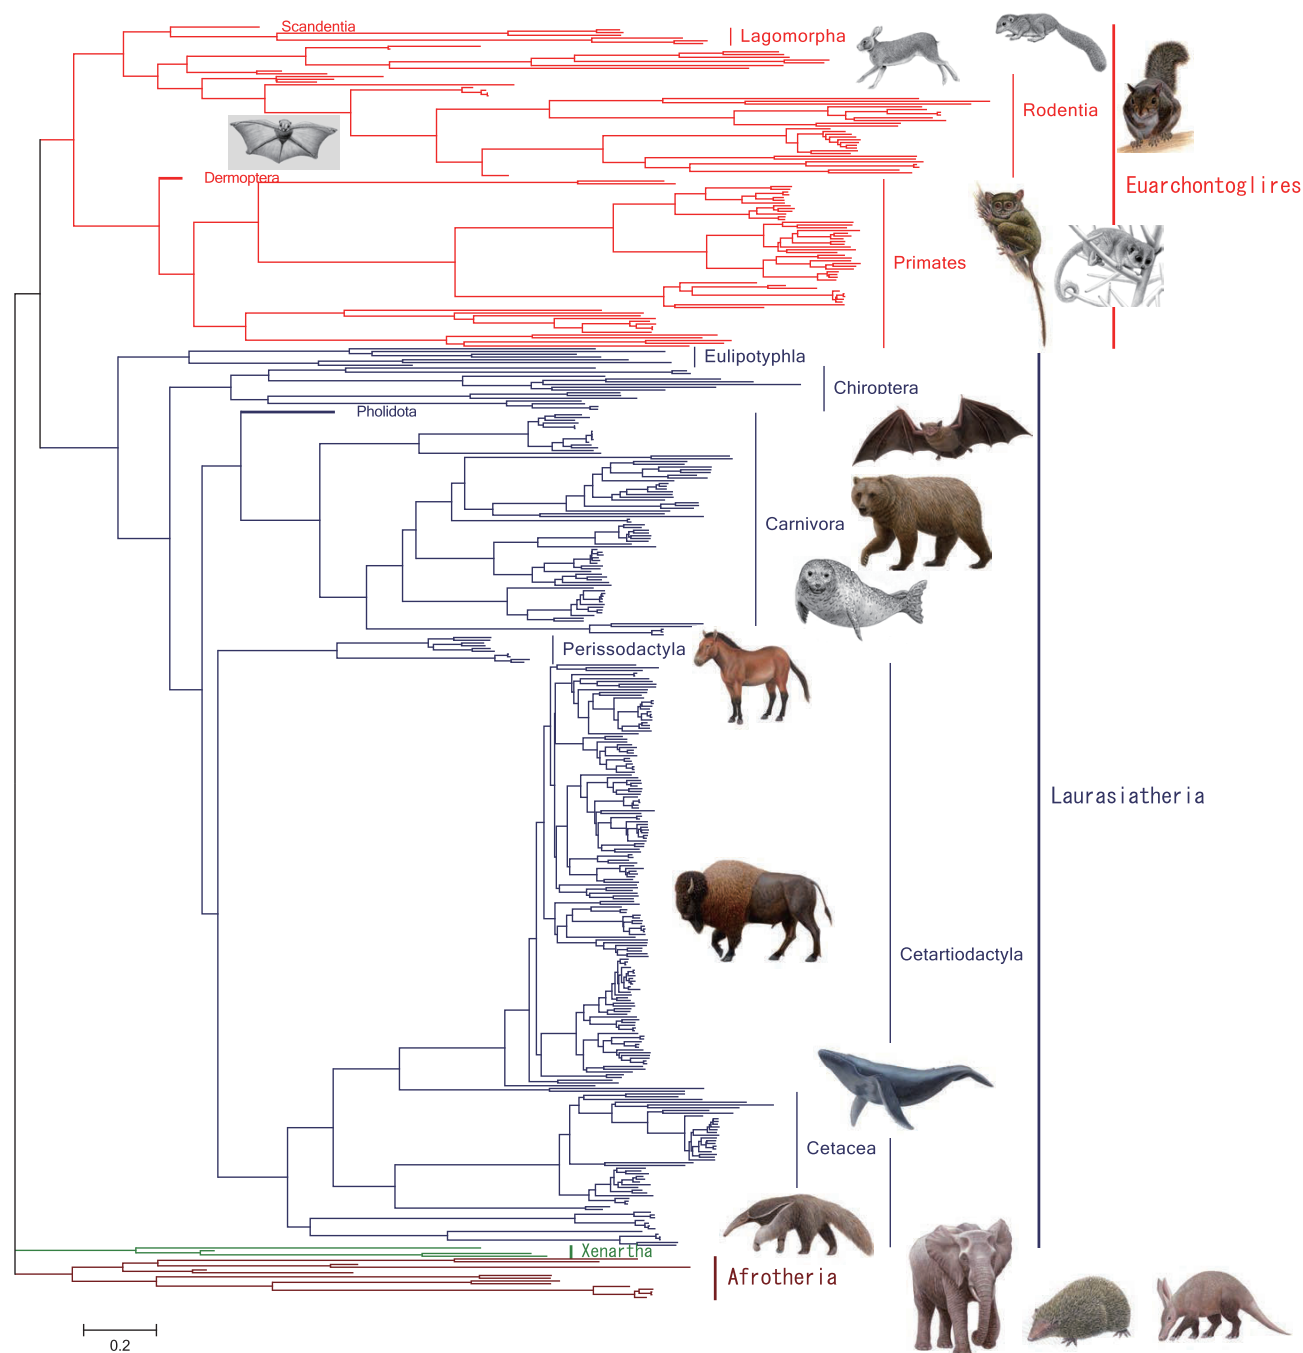 Scandentia
Lagomorpha
Rodentia
Dermoptera
Euarchontoglires
Primates
Eulipotyphla
Chiroptera
Pholidota
Carnivora
Perissodactyla
Laurasiatheria
Cetartiodactyla
Cetacea
Xenartha
Afrotheria
0.2